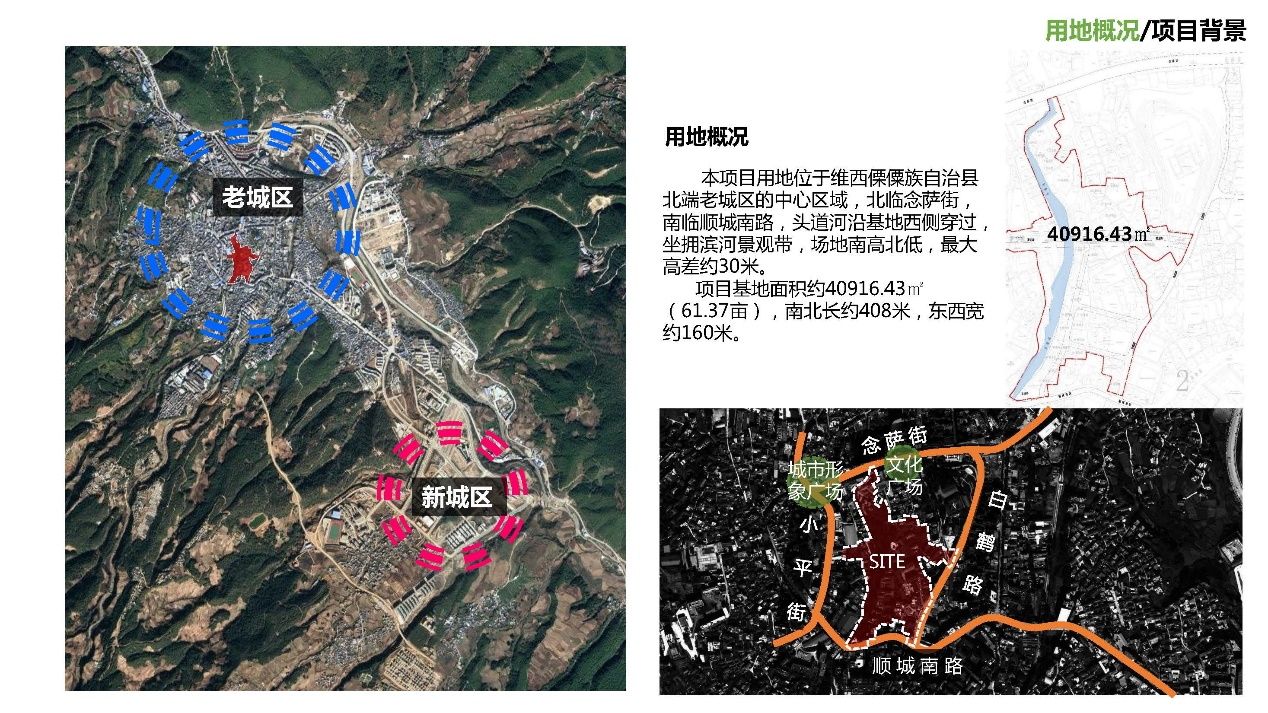 用地概况/项目背景
老城区
新城区
用地概况
本项目用地位于维西傈僳族自治县
北端老城区的中心区域，北临念萨街，
南临顺城南路，头道河沿基地西侧穿过，
坐拥滨河景观带，场地南高北低，最大
高差约30米。
项目基地面积约40916.43㎡
（61.37亩），南北长约408米，东西宽
约160米。
40916.43㎡
2
念萨街
城市形
象广场
文化
广场
小平街
白鹤路
SITE
顺城南路